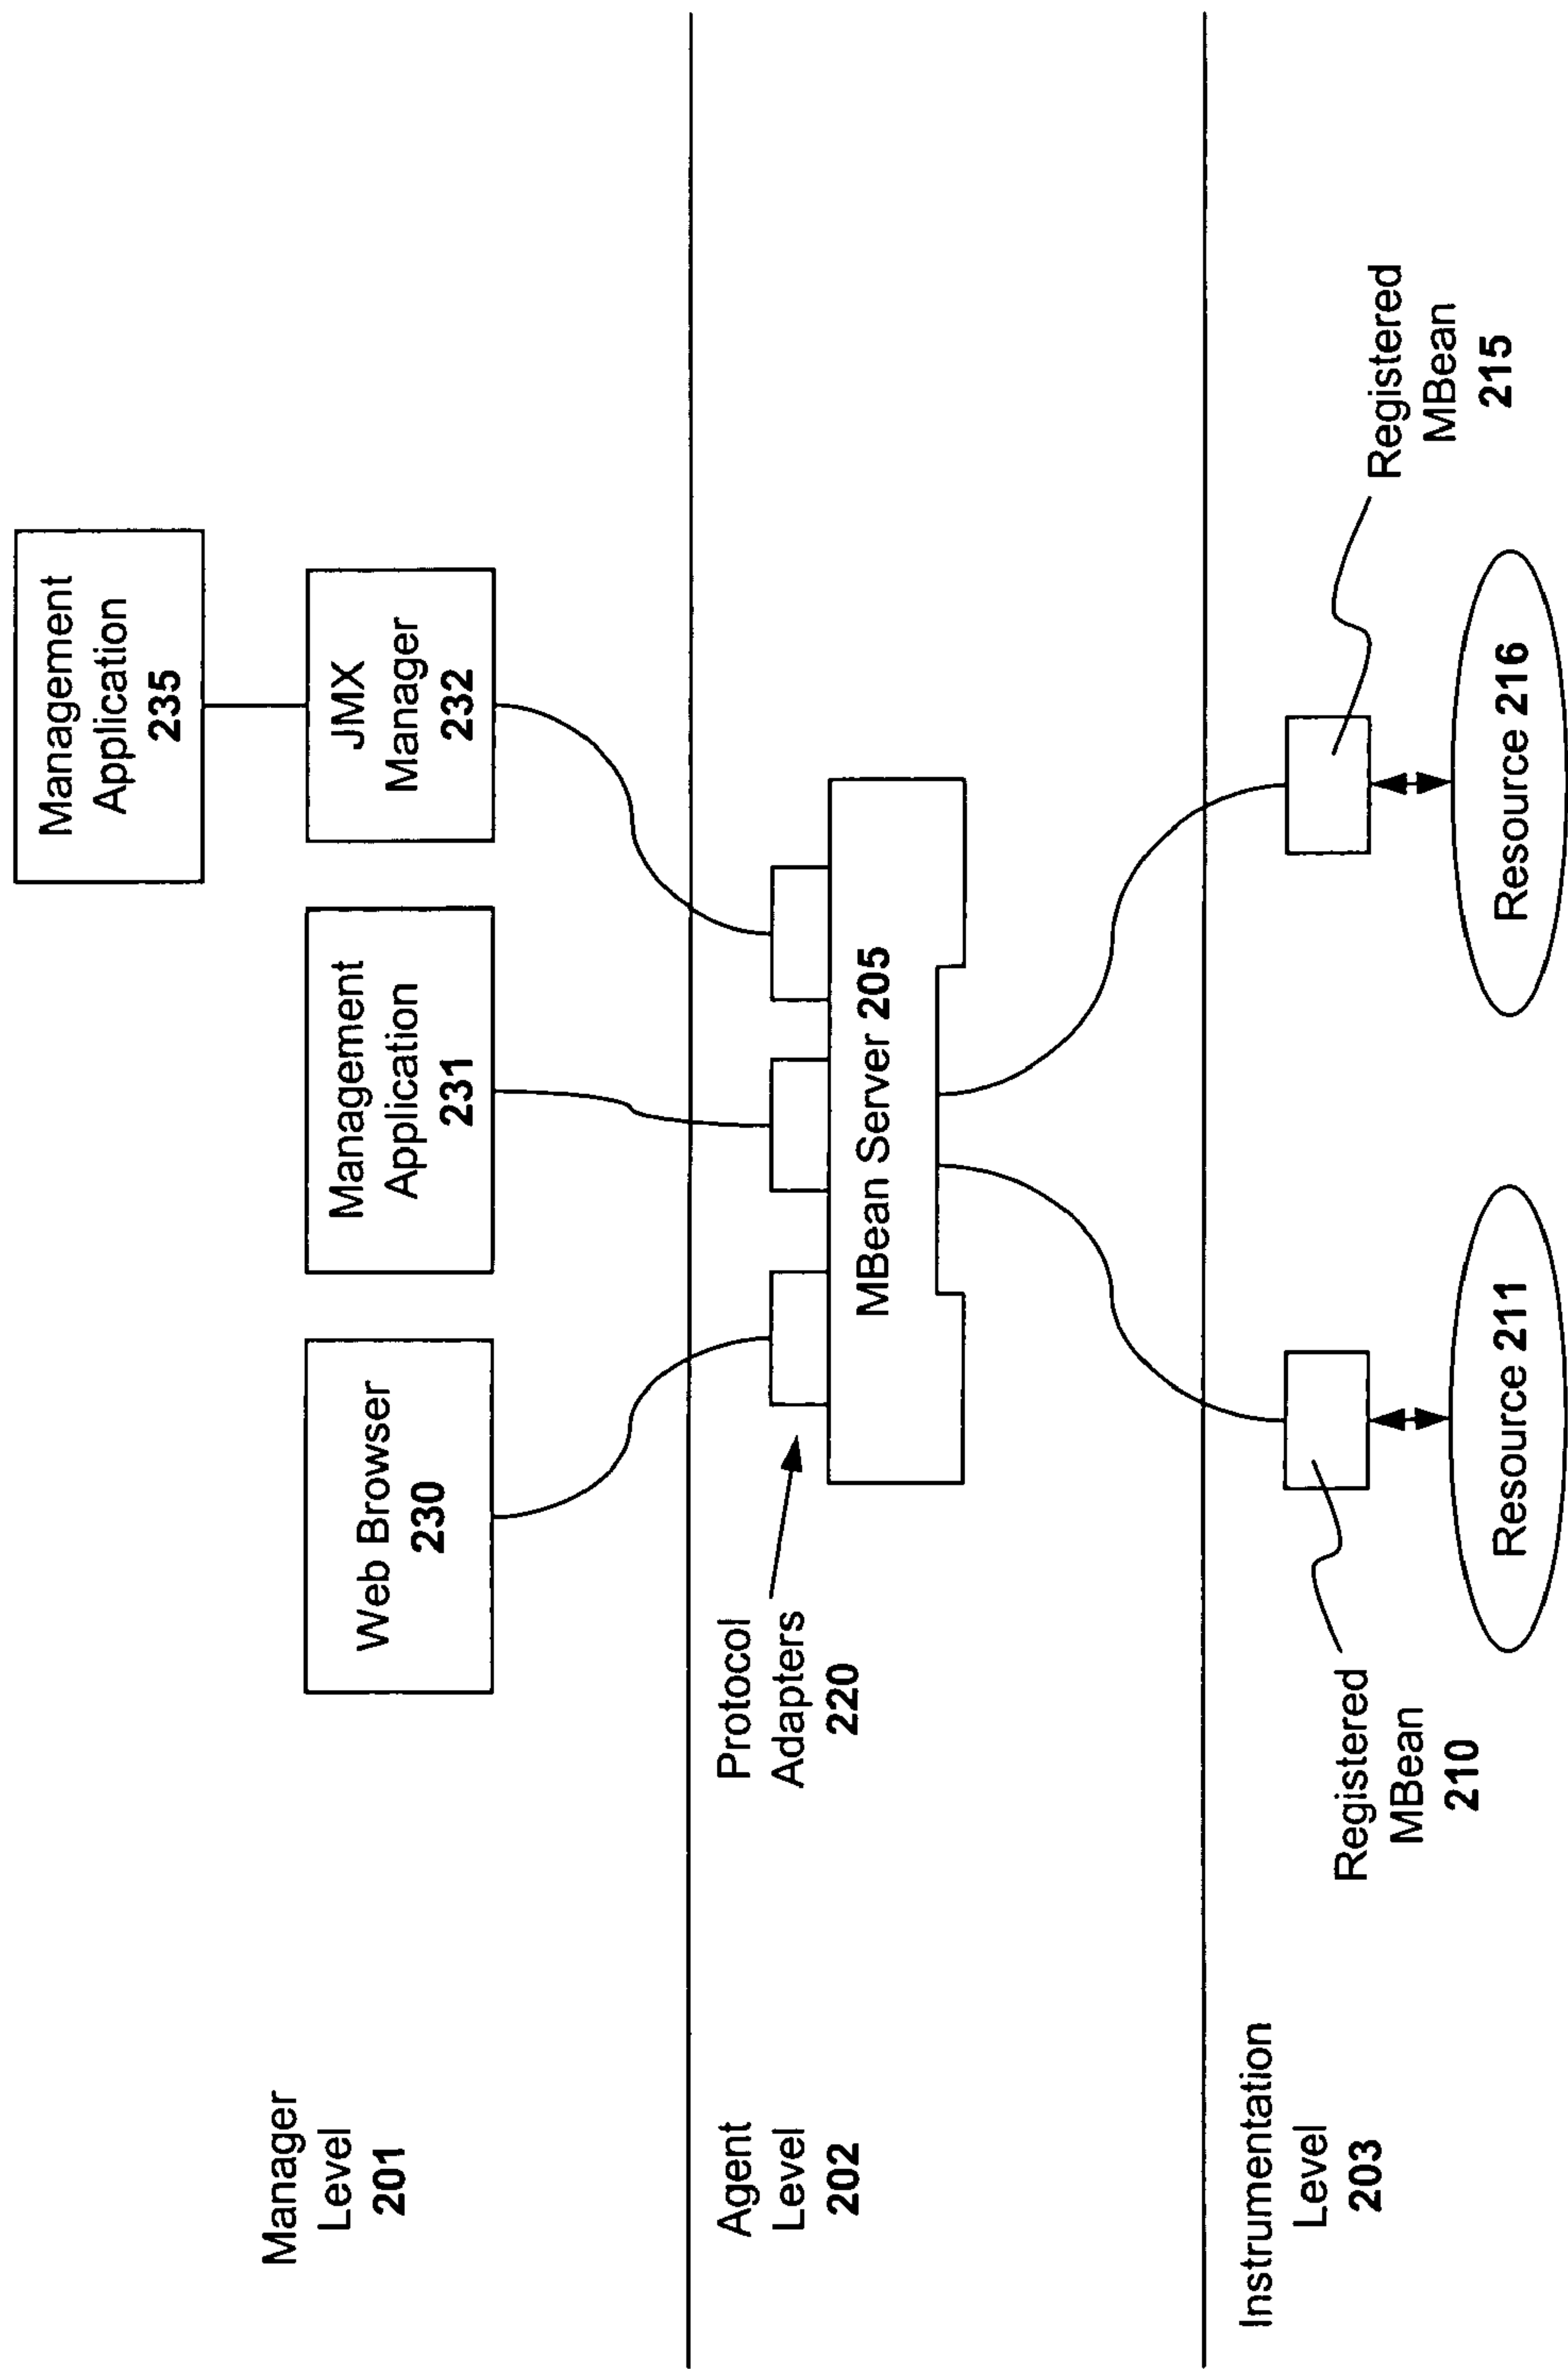 Manager
Level
201
Management
Application
235
Web Browser
230
Management
Application
231
JMX
Manager
232
Agent
Level
202
Protocol
Adapters
220
MBean Server 205
Instrumentation
Level
203
Registered
MBean
210
Registered
MBean
215
Resource 211
Resource 216